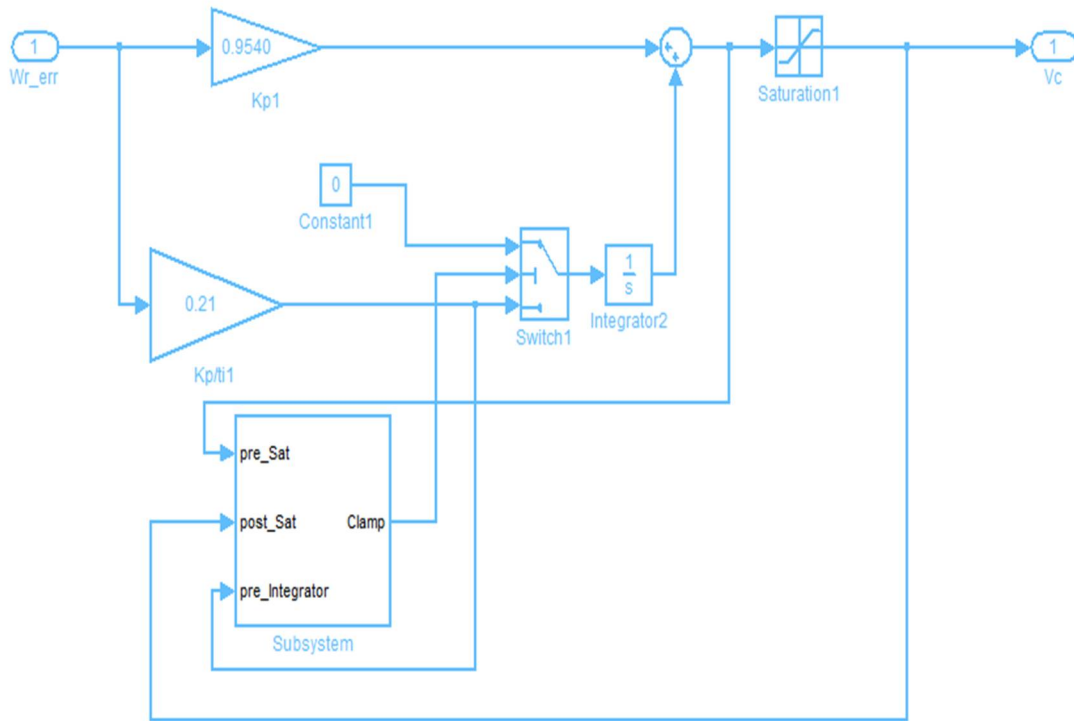 1
Wr_err
0.9540
Kp1
Saturation1
1
Vc
0
Constant1
0.21
Kp/ti1
Switch1
1
s
Integrator2
pre_Sat
post_Sat
Clamp
pre_Integrator
Subsystem